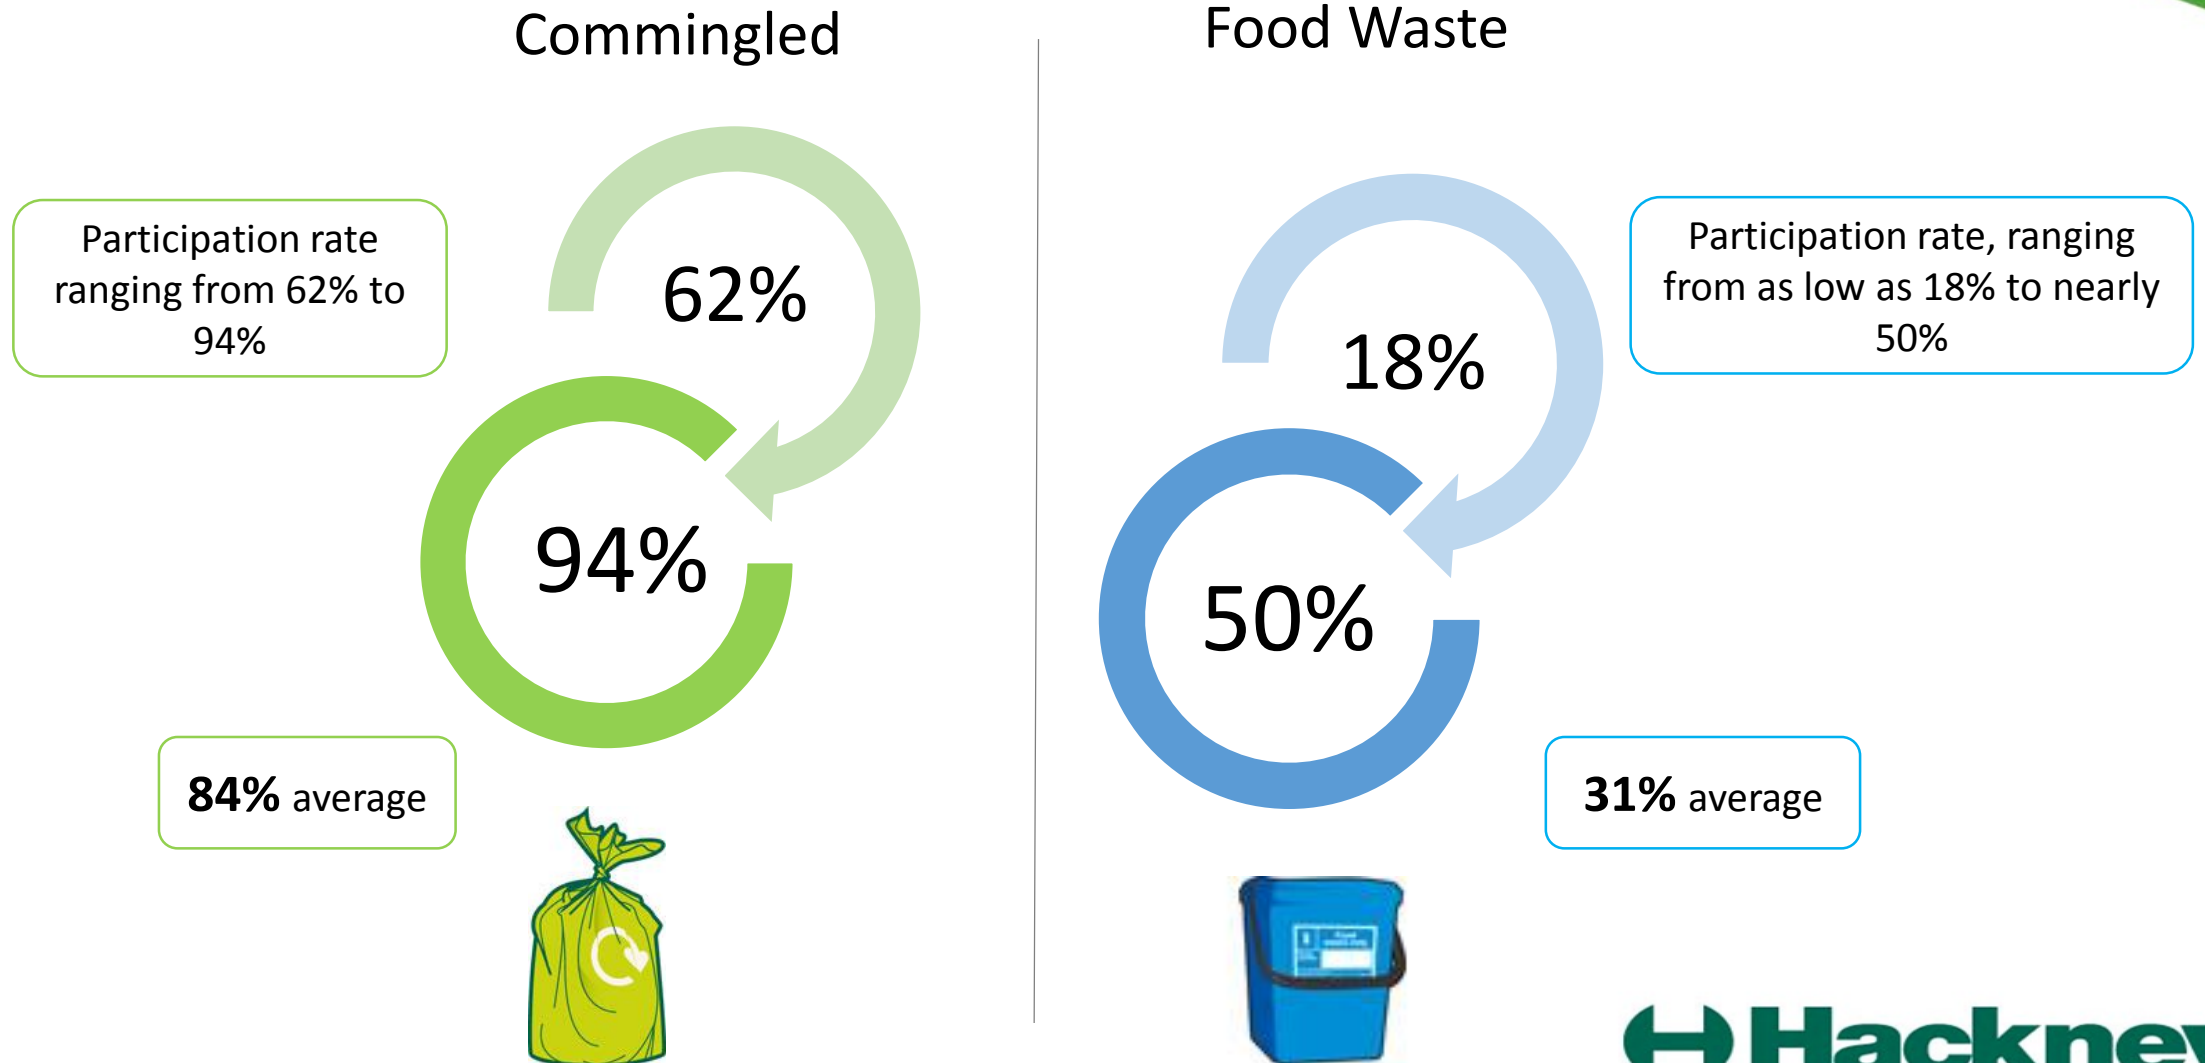 Commingled
Participation rate
ranging from 62% to
94%
62%
94%
84% average
Food Waste
18%
Participation rate, ranging
from as low as 18% to nearly
50%
50%
31% average
Hackney